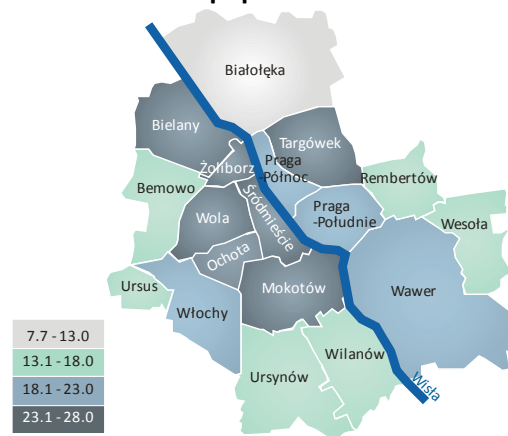 Białołęka
Bielany
Targówek
Żoliborz
Praga
-Północ
Bemowo
Rembertów
Śródmieście
Praga
-Południe
Wola
Wesoła
Ochota
Ursus
Mokotów
Wawer
Włochy
Wilanów
Ursynów
Wisła
7.7 - 13.0
13.1 - 18.0
18.1 - 23.0
23.1 - 28.0